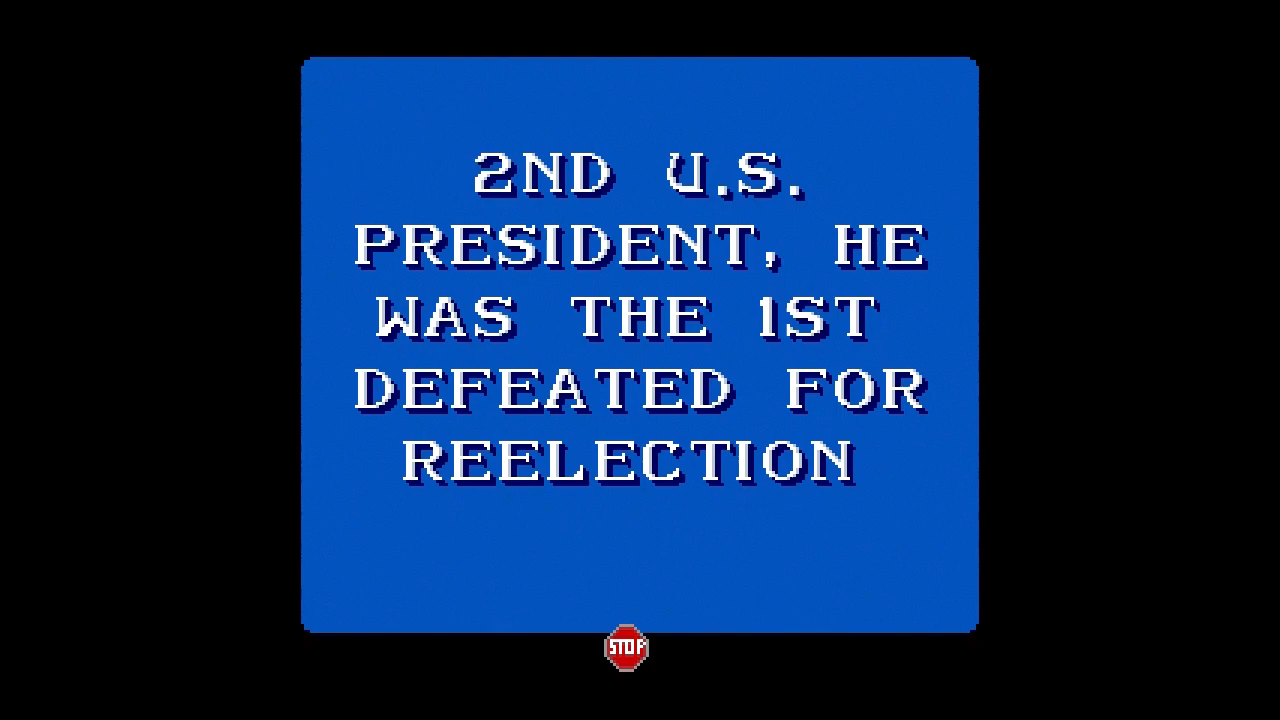 2ND U.S.
PRESIDENT, HE
WAS THE 1ST
DEFEATED FOR
REELECTION
STOP